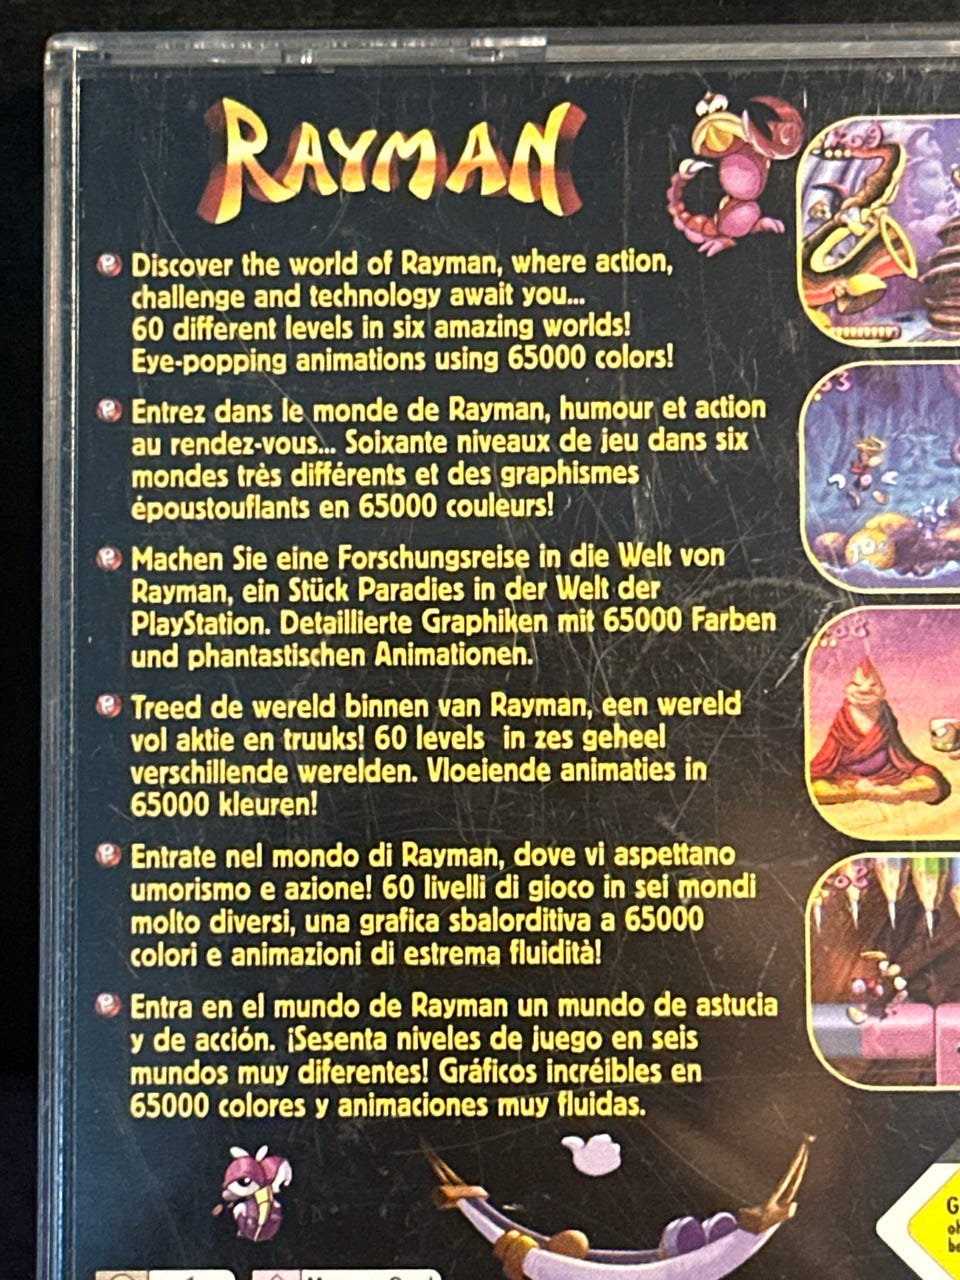 RAYMAN
Discover the world of Rayman, where action,
challenge and technology await you...
60 different levels in six amazing worlds!
Eye-popping animations using 65000 colors!
Entrez dans le monde de Rayman, humour et action
au rendez-vous... Soixante niveaux de jeu dans six
mondes très différents et des graphismes
époustouflants en 65000 couleurs!
Machen Sie eine Forschungsreise in die Welt von
Rayman, ein Stück Paradies in der Welt der
PlayStation. Detaillierte Graphiken mit 65000 Farben
und phantastischen Animationen.
Treed de wereld binnen van Rayman, een wereld
vol aktie en truuks! 60 levels in zes geheel
verschillende werelden. Vloeiende animaties in
65000 kleuren!
Entrate nel mondo di Rayman, dove vi aspettano
umorismo e azione! 60 livelli di gioco in sei mondi
molto diversi, una grafica sbalorditiva a 65000
colori e animazioni di estrema fluidità!
Entra en el mundo de Rayman un mundo de astucia
y de acción. ¡Sesenta niveles de juego en seis
mundos muy diferentes! Gráficos incréibles en
65000 colores y animaciones muy fluidas.